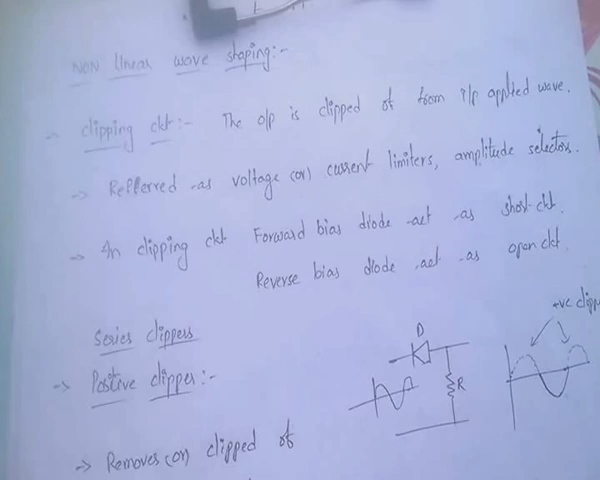 NON linear wave shaping:-
→ Clipping ckt:- The o/p is clipped of from i/p applied wave.
→ Refferred as voltage (or) current limiters, amplitude selectors.
→ In clipping ckt Forward bias diode act as short ckt.
Reverse bias diode act as open ckt.
Series clippers
→ Positive clipper:-
D
R
+ve clipp
→ Removes (or) clipped of